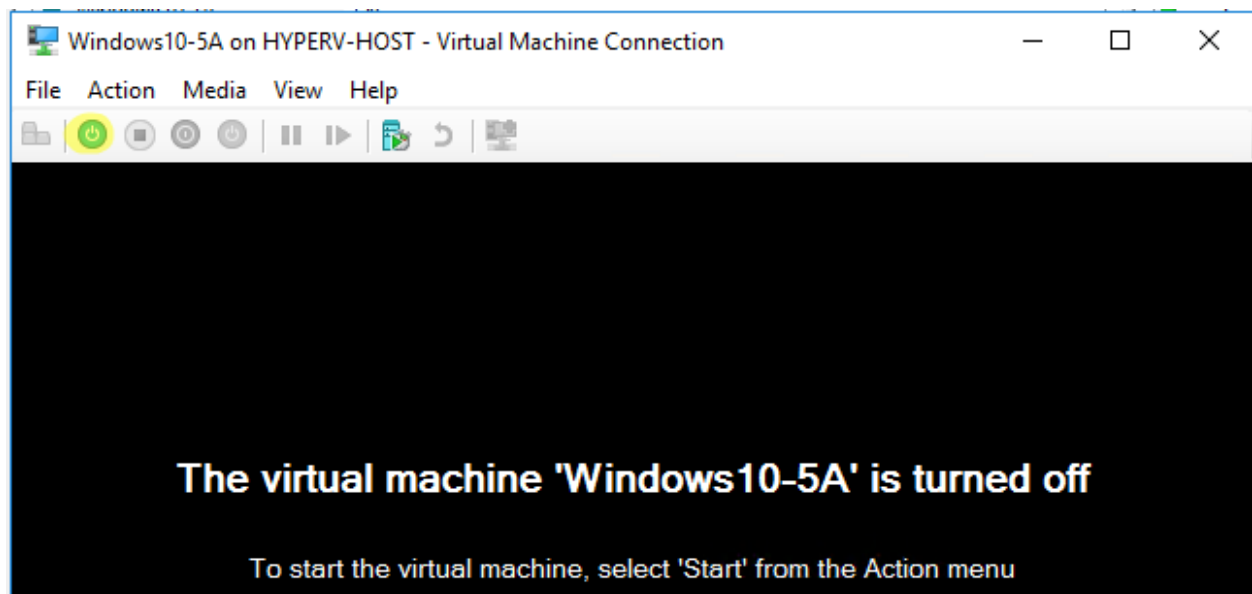 Windows10-5A on HYPERV-HOST - Virtual Machine Connection
File Action Media View Help
The virtual machine 'Windows10-5A' is turned off
To start the virtual machine, select 'Start' from the Action menu